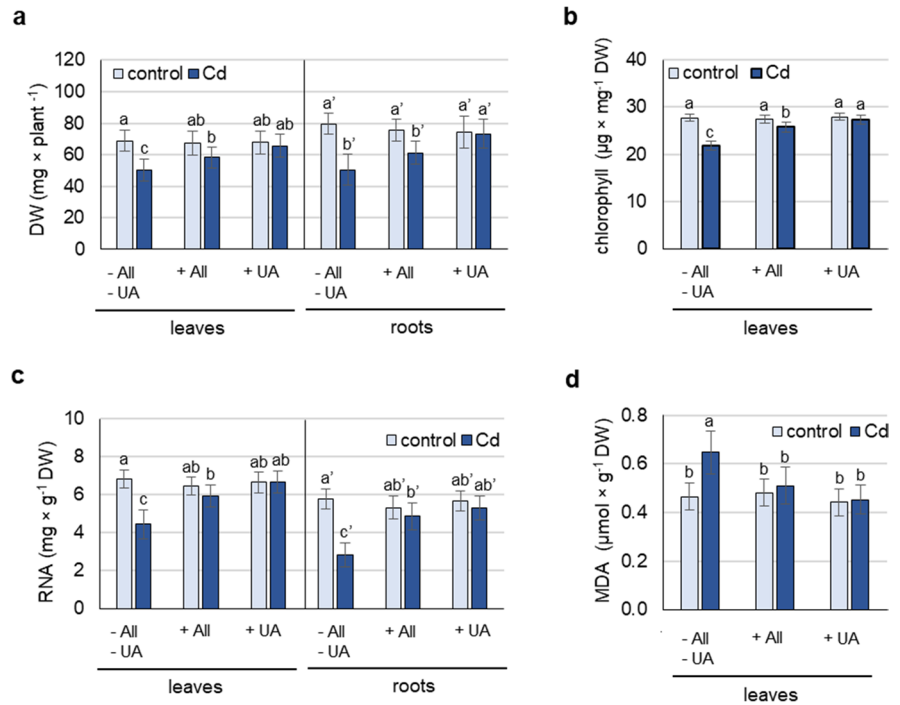 a
DW (mg × plant -1)
120
100
80
60
40
20
0
control Cd
a c ab b ab ab a’ b’ a’ b’ a’ a’
- All + All + UA - All + All + UA
- UA - UA
leaves roots
b
chlorophyll (µg × mg-1 DW)
40
30
20
10
0
control Cd
a c a b a a
- All + All + UA
- UA
leaves
c
RNA (mg × g-1 DW)
10
8
6
4
2
0
control Cd
a c ab b ab ab a’ c’ ab’ b’ ab’ ab’
- All + All + UA - All + All + UA
- UA - UA
leaves roots
d
MDA (µmol × g-1 DW)
0.8
0.6
0.4
0.2
0.0
control Cd
b a b b b b
- All + All + UA
- UA
leaves